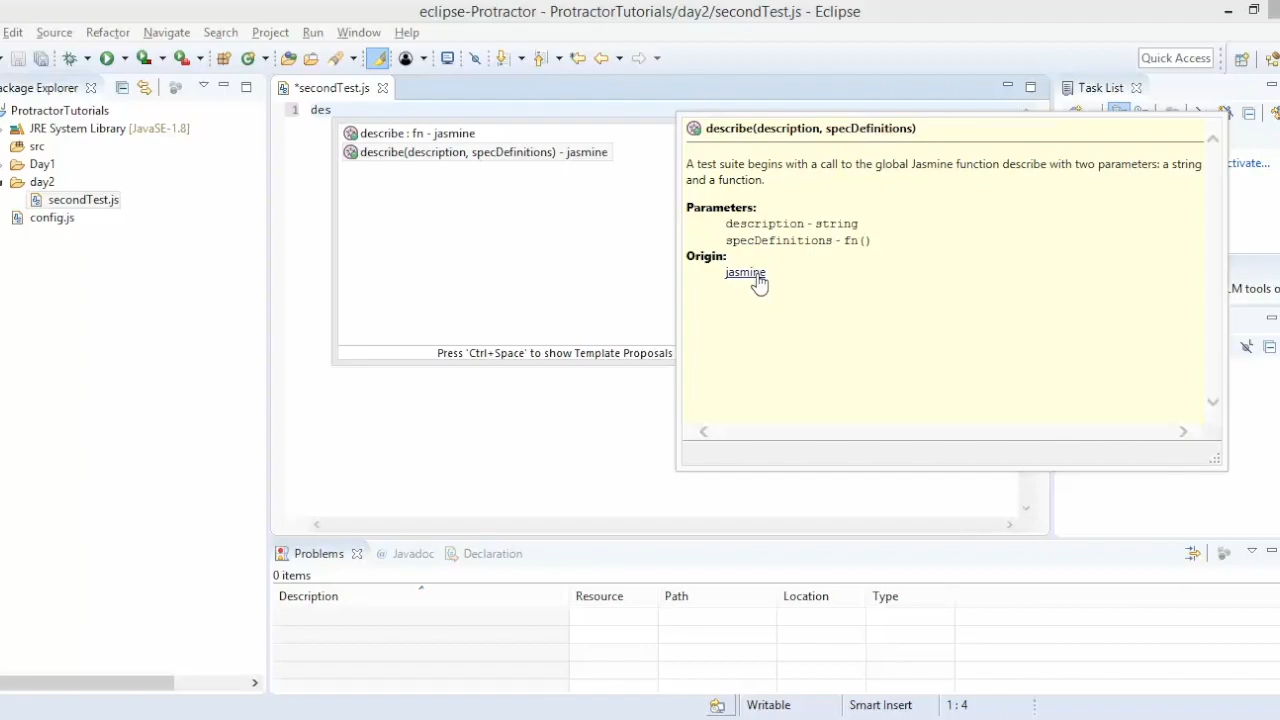 eclipse-Protractor - ProtractorTutorials/day2/secondTest.js - Eclipse
Edit Source Refactor Navigate Search Project Run Window Help
Quick Access
ackage Explorer
*secondTest.js
Task List
ProtractorTutorials
JRE System Library [JavaSE-1.8]
src
Day1
day2
secondTest.js
config.js
1 des
describe : fn - jasmine
describe(description, specDefinitions) - jasmine
Press 'Ctrl+Space' to show Template Proposals
describe(description, specDefinitions)
A test suite begins with a call to the global Jasmine function describe with two parameters: a string
and a function.
Parameters:
description - string
specDefinitions - fn()
Origin:
jasmine
ctivate...
LM tools o
Problems Javadoc Declaration
0 items
Description Resource Path Location Type
Writable Smart Insert 1 : 4